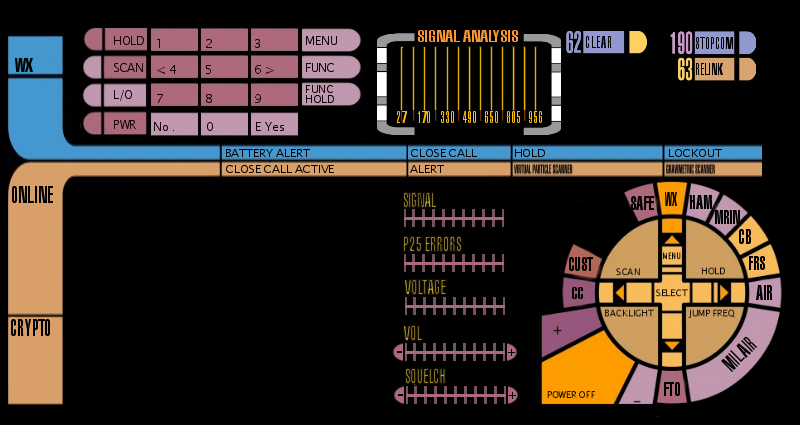 SIGNAL ANALYSIS
WX
HOLD 1 2 3 MENU
SCAN < 4 5 6 > FUNC
L/O 7 8 9 FUNC HOLD
PWR No . 0 E Yes
27 170 330 490 650 805 956
62 CLEAR
190 STOPCOM
63 RELINK
BATTERY ALERT CLOSE CALL HOLD LOCKOUT
CLOSE CALL ACTIVE ALERT VIRTUAL PARTICLE SCANNER GRAVIMETRIC SCANNER
ONLINE
CRYPTO
SIGNAL
P25 ERRORS
VOLTAGE
VOL
- +
SQUELCH
- +
SAFE
WX
HAM
MRIN
CB
FRS
AIR
MILAIR
FTO
CUST
CC
MENU
SCAN
HOLD
SELECT
BACKLIGHT
JUMP FREQ
+
POWER OFF
_